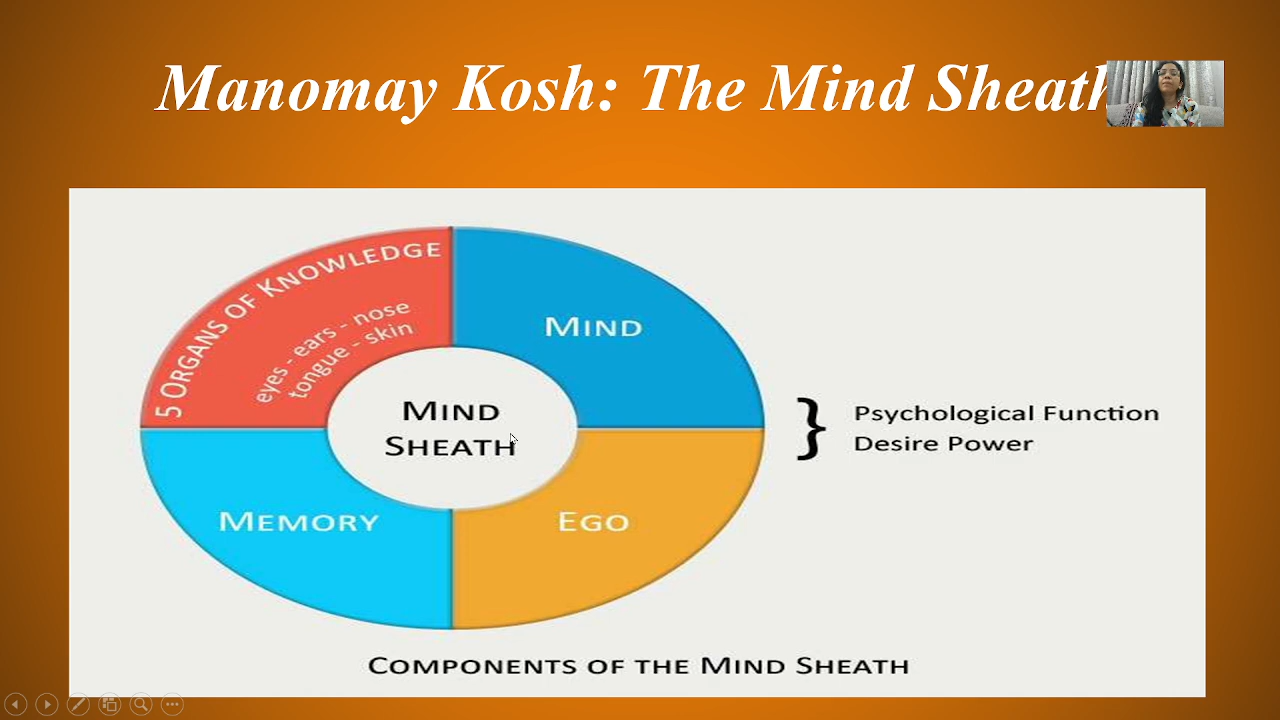 Manomay Kosh: The Mind Sheath
5 ORGANS OF KNOWLEDGE
eyes - ears - nose
tongue - skin
MIND
MIND
SHEATH
Psychological Function
Desire Power
MEMORY
EGO
COMPONENTS OF THE MIND SHEATH